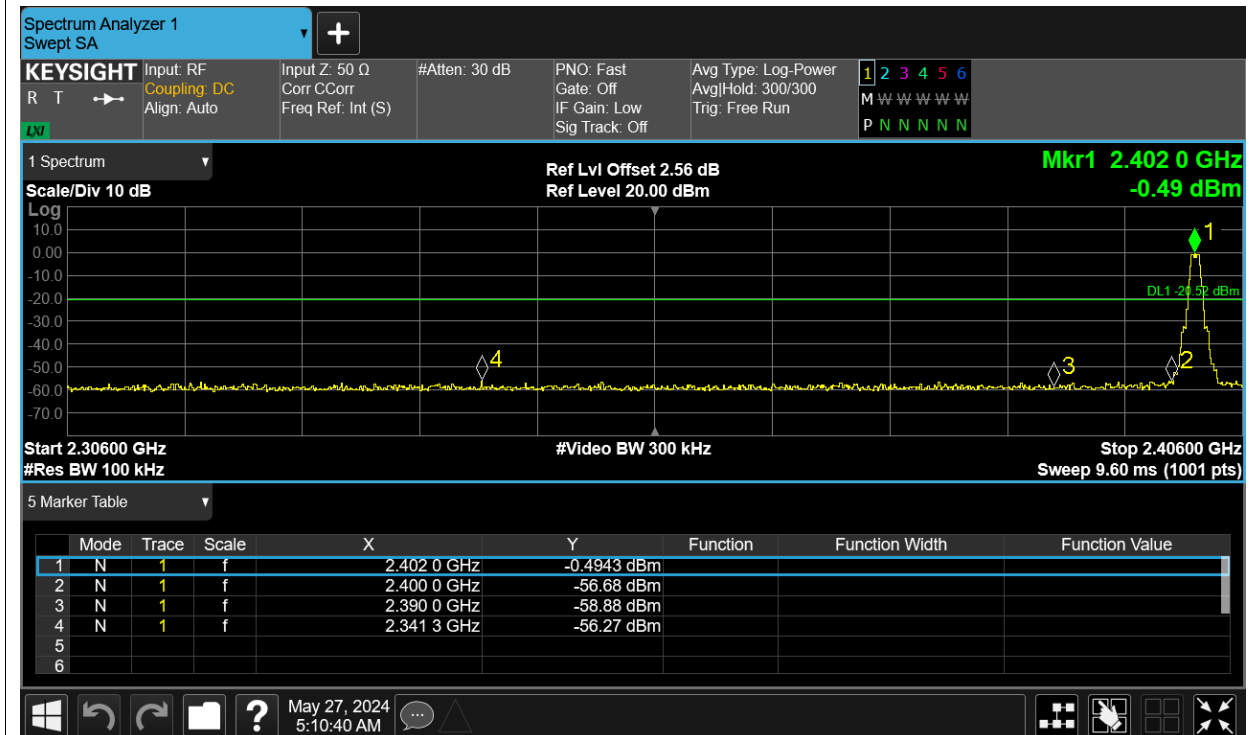 Spectrum Analyzer 1
Swept SA
+
KEYSIGHT Input: RF Input Z: 50 Ω #Atten: 30 dB PNO: Fast Avg Type: Log-Power 1 2 3 4 5 6
R T Coupling: DC Corr CCorr Gate: Off Avg|Hold: 300/300 M W W W W W
Align: Auto Freq Ref: Int (S) IF Gain: Low Trig: Free Run
LXI Sig Track: Off P N N N N N
1 Spectrum Ref Lvl Offset 2.56 dB Mkr1 2.402 0 GHz
Scale/Div 10 dB Ref Level 20.00 dBm -0.49 dBm
Log
10.0 1
0.00
-10.0
-20.0 DL1 -20.52 dBm
-30.0
-40.0
-50.0 4 3 2
-60.0
-70.0
Start 2.30600 GHz #Video BW 300 kHz Stop 2.40600 GHz
#Res BW 100 kHz Sweep 9.60 ms (1001 pts)
5 Marker Table
Mode Trace Scale X Y Function Function Width Function Value
1 N 1 f 2.402 0 GHz -0.4943 dBm
2 N 1 f 2.400 0 GHz -56.68 dBm
3 N 1 f 2.390 0 GHz -58.88 dBm
4 N 1 f 2.341 3 GHz -56.27 dBm
5
6
? May 27, 2024
5:10:40 AM